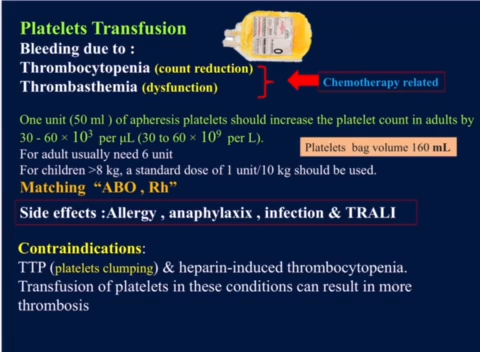 Platelets Transfusion
Bleeding due to :
Thrombocytopenia (count reduction)
Thrombasthemia (dysfunction)
Chemotherapy related
One unit (50 ml ) of apheresis platelets should increase the platelet count in adults by
30 - 60 × 10³ per μL (30 to 60 × 10⁹ per L).
Platelets bag volume 160 mL
For adult usually need 6 unit
For children >8 kg, a standard dose of 1 unit/10 kg should be used.
Matching “ABO , Rh”
Side effects :Allergy , anaphylaxix , infection & TRALI
Contraindications:
TTP (platelets clumping) & heparin-induced thrombocytopenia.
Transfusion of platelets in these conditions can result in more
thrombosis